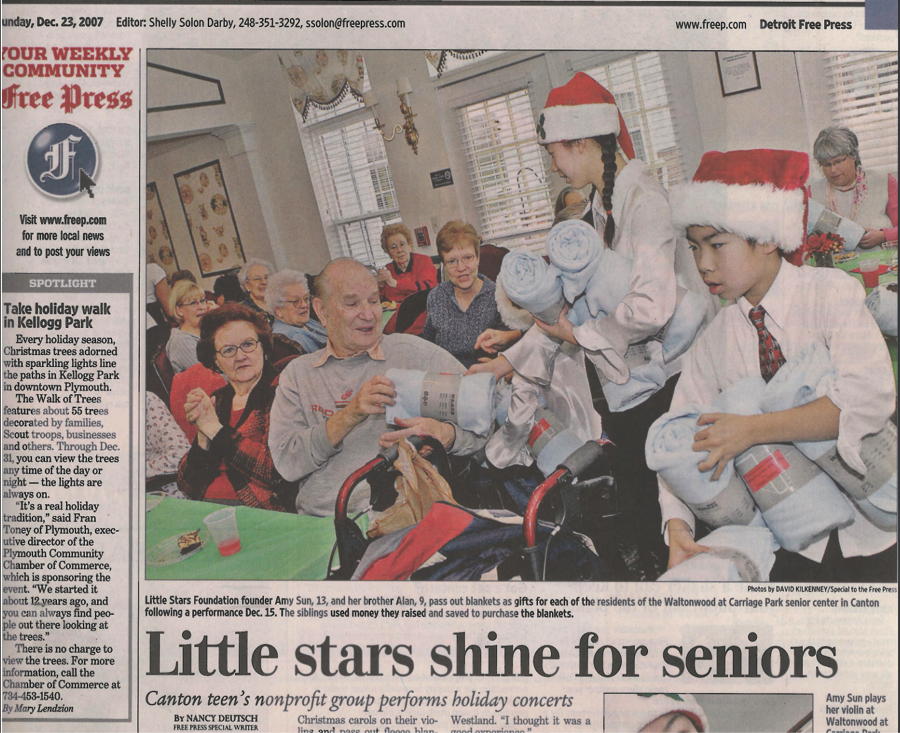 unday, Dec. 23, 2007 Editor: Shelly Solon Darby, 248-351-3292, ssolon@freepress.com
www.freep.com Detroit Free Press
YOUR WEEKLY
COMMUNITY
Free Press
F
Visit www.freep.com
for more local news
and to post your views
SPOTLIGHT
Take holiday walk
in Kellogg Park
Every holiday season,
Christmas trees adorned
with sparkling lights line
the paths in Kellogg Park
in downtown Plymouth.
The Walk of Trees
features about 55 trees
decorated by families,
Scout troops, businesses
and others. Through Dec.
31, you can view the trees
any time of the day or
night — the lights are
always on.
"It's a real holiday
tradition," said Fran
Toney of Plymouth, exec-
utive director of the
Plymouth Community
Chamber of Commerce,
which is sponsoring the
event. "We started it
about 12 years ago, and
you can always find peo-
ple out there looking at
the trees."
There is no charge to
view the trees. For more
information, call the
Chamber of Commerce at
734-453-1540.
By Mary Lendzion
Photos by DAVID KILKENNEY/Special to the Free Press
Little Stars Foundation founder Amy Sun, 13, and her brother Alan, 9, pass out blankets as gifts for each of the residents of the Waltonwood at Carriage Park senior center in Canton
following a performance Dec. 15. The siblings used money they raised and saved to purchase the blankets.
Little stars shine for seniors
Canton teen's nonprofit group performs holiday concerts
BY NANCY DEUTSCH
FREE PRESS SPECIAL WRITER
Christmas carols on their vio-
lins and pass out fleece blan-
Westland. "I thought it was a
good experience."
Amy Sun plays
her violin at
Waltonwood at
Carriage Park